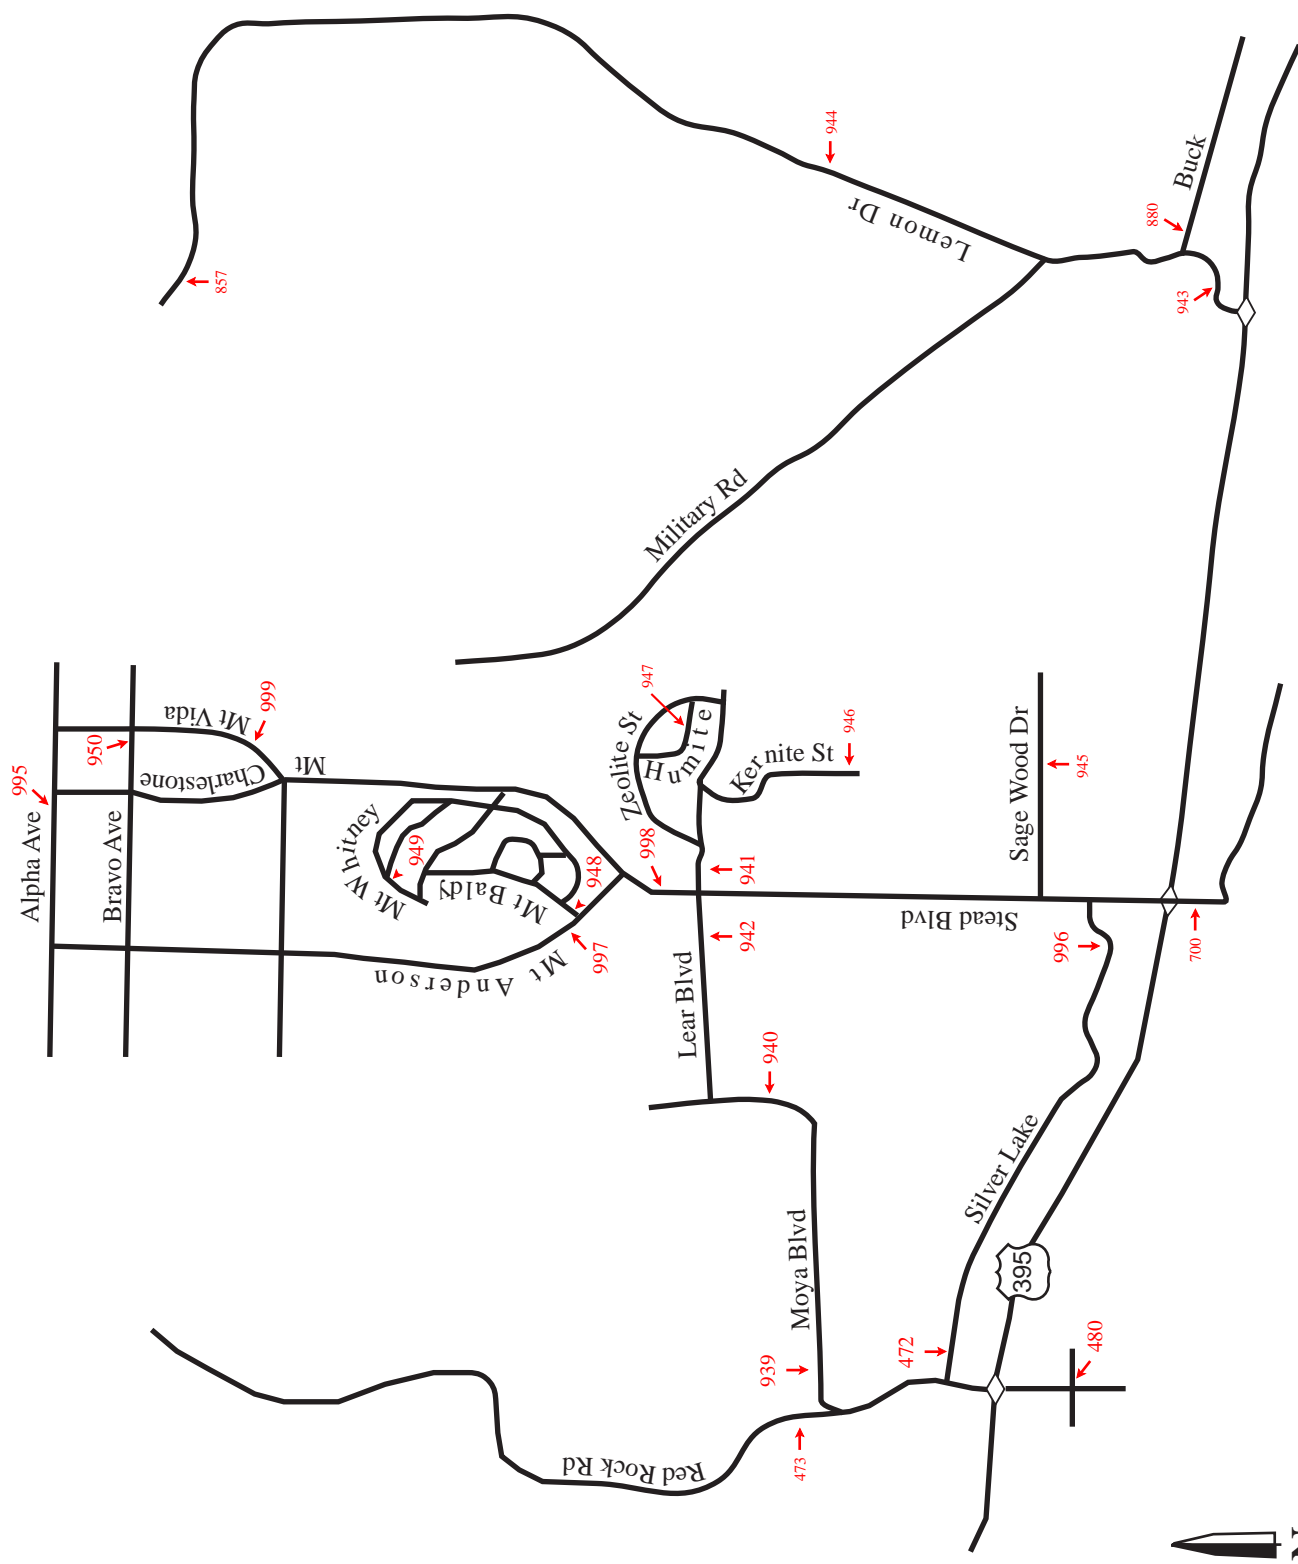 944
Buck
880
Lemon Dr
857
943
Military Rd
999
947
Mt Vida
950
946
Zeolite St
Humite
Kernite St
995
Mt
Charlestone
Sage Wood Dr
945
Alpha Ave
Bravo Ave
Mt Whitney
949
998
941
948
Mt Baldy
Stead Blvd
942
996
700
997
Mt Anderson
Lear Blvd
940
Silver Lake
Moya Blvd
395
939
472
480
473
Red Rock Rd
N